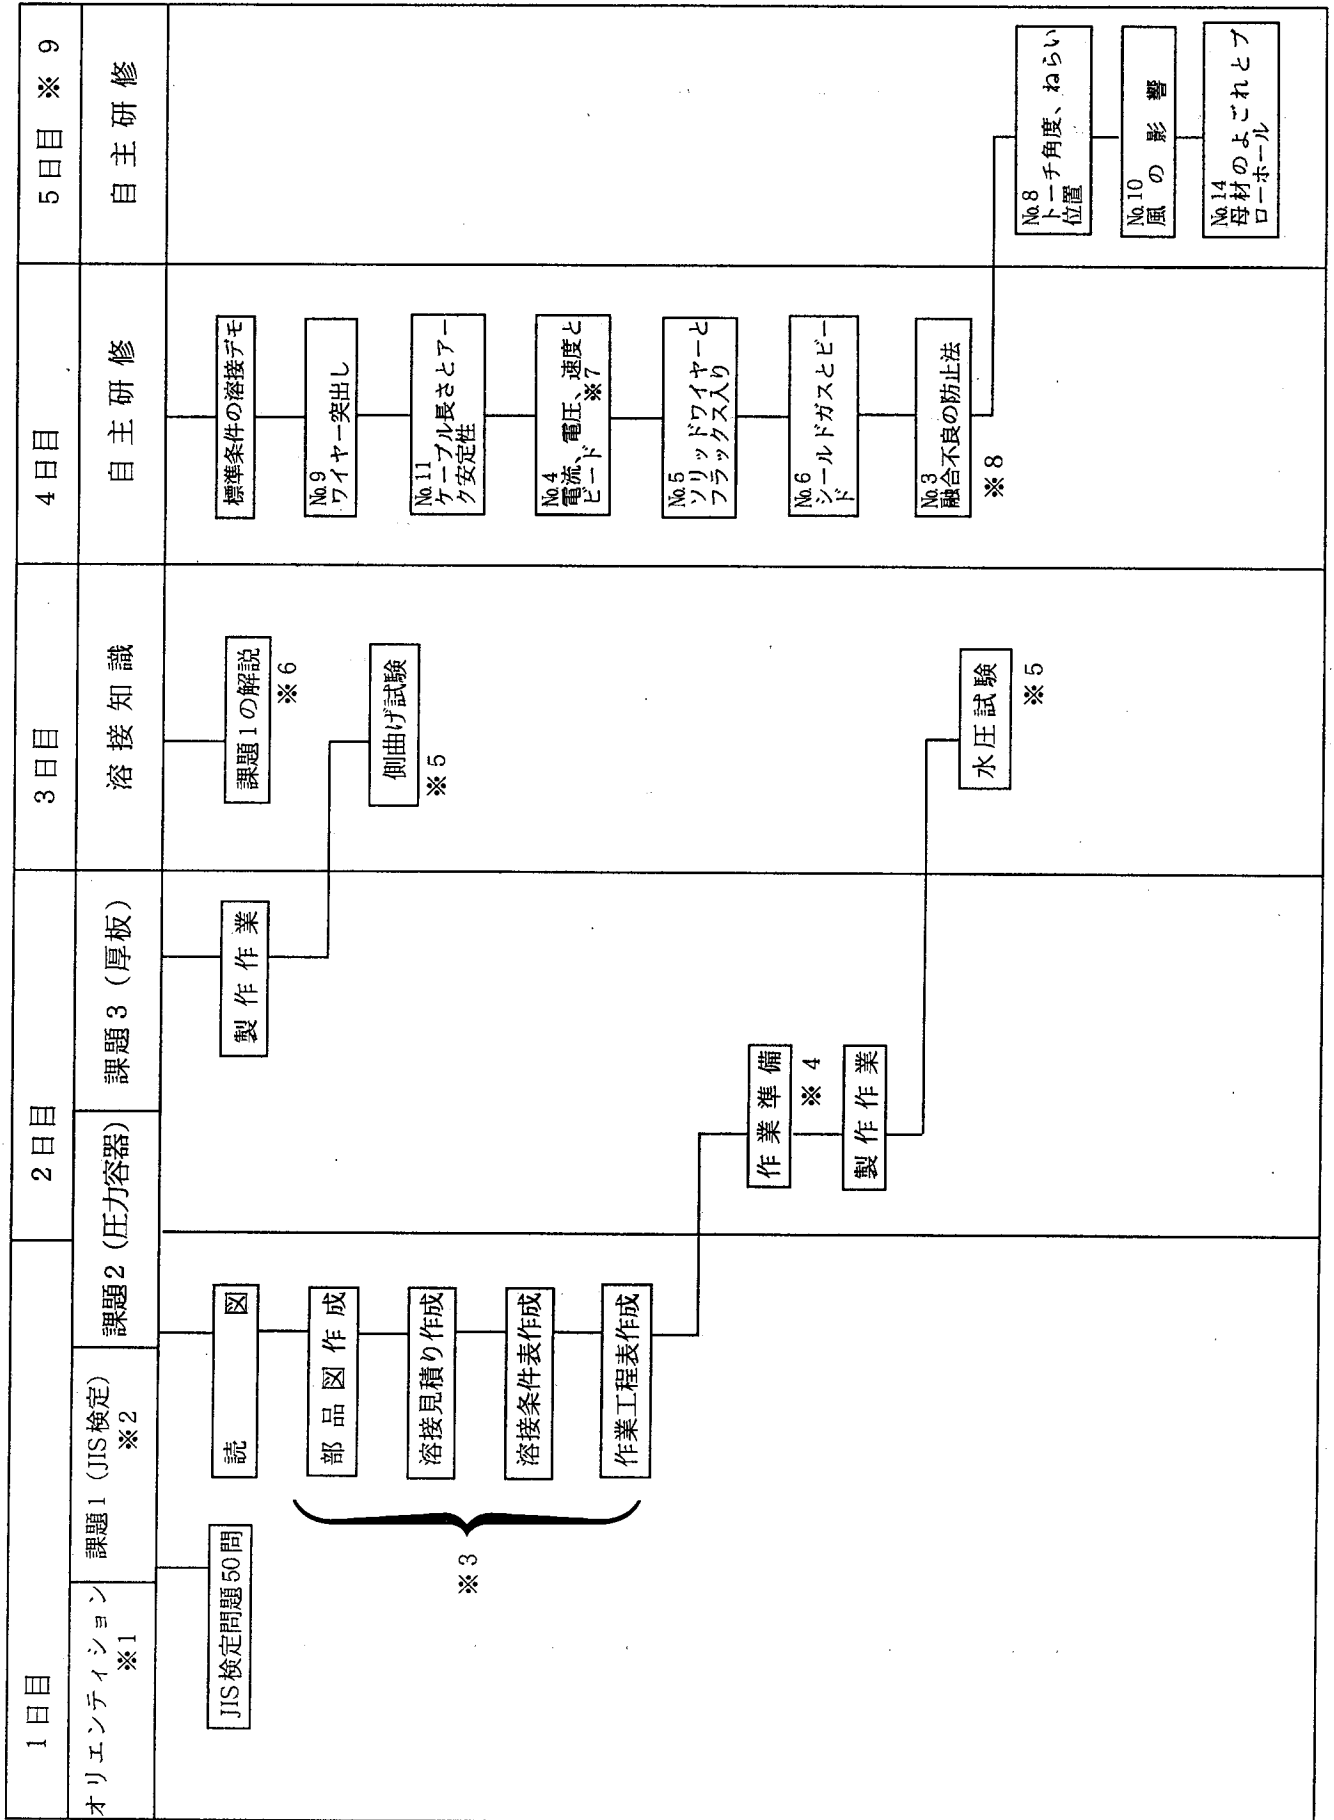 1日目
2日目
3日目
4日目
5日目 ※9
オリエンティション
※1
課題1(JIS検定)
※2
課題2(圧力容器)
課題3(厚板)
溶接知識
自主研修
自主研修
JIS検定問題50問
読図
部品図作成
溶接見積り作成
溶接条件表作成
作業工程表作成
※3
作業準備
※4
製作作業
製作作業
課題1の解説
※6
側曲げ試験
※5
水圧試験
※5
標準条件の溶接デモ
No.9
ワイヤー突出し
No.11
ケーブル長さとアー
ク安定性
No.4
電流、電圧、速度と
ビード ※7
No.5
ソリッドワイヤーと
フラックス入り
No.6
シールドガスとビー
ド
No.3
融合不良の防止法
※8
No.8
トーチ角度、ねらい
位置
No.10
風の影響
No.14
母材のよごれとブ
ローホール